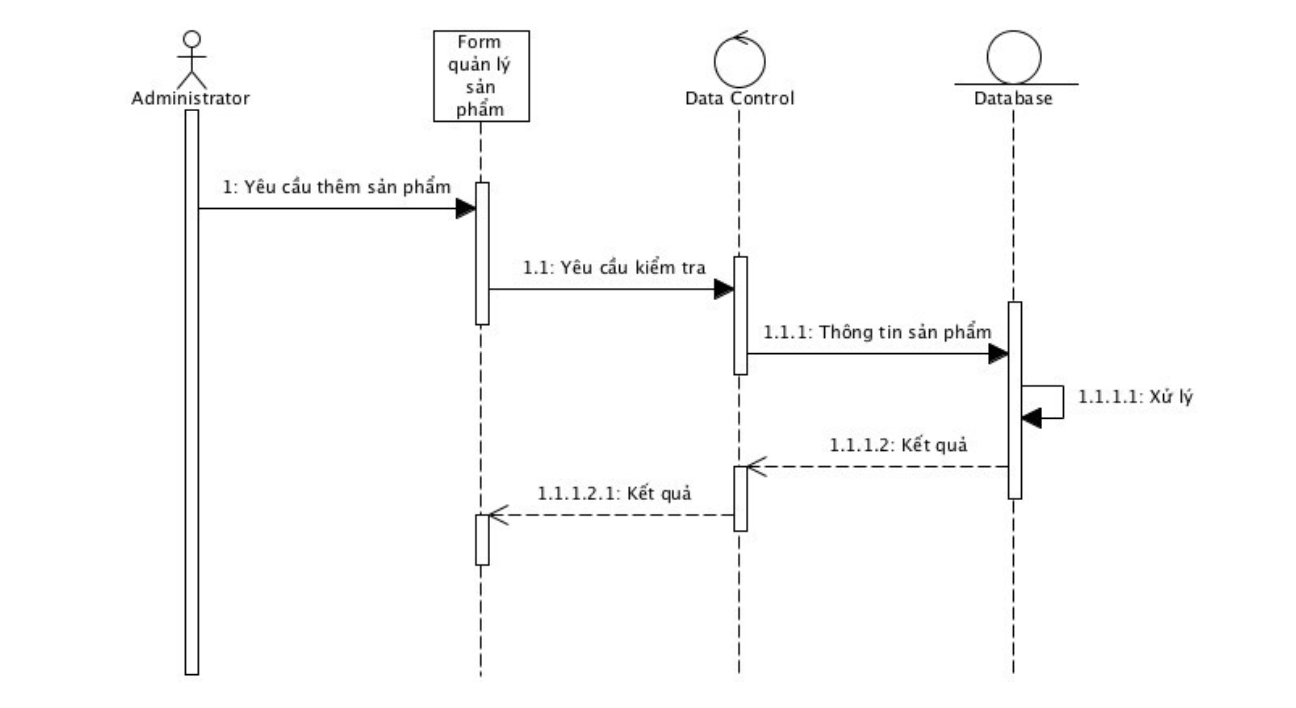 Administrator
Form
quản lý
sản
phẩm
Data Control
Database
1: Yêu cầu thêm sản phẩm
1.1: Yêu cầu kiểm tra
1.1.1: Thông tin sản phẩm
1.1.1.1: Xử lý
1.1.1.2: Kết quả
1.1.1.2.1: Kết quả